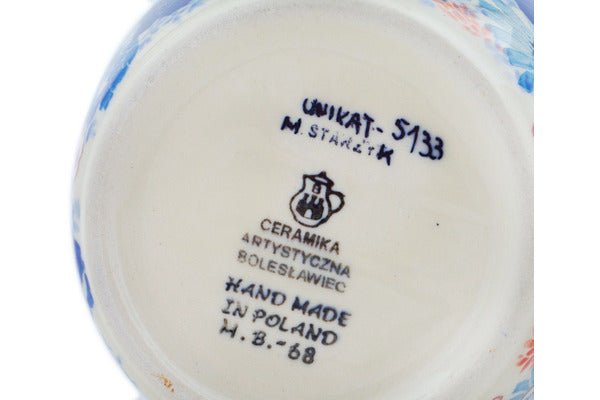 UNIKAT - 5133
M. STARZYK
B
CERAMIKA
ARTYSTYCZNA
BOLESŁAWIEC
HAND MADE
IN POLAND
M. B. - 68